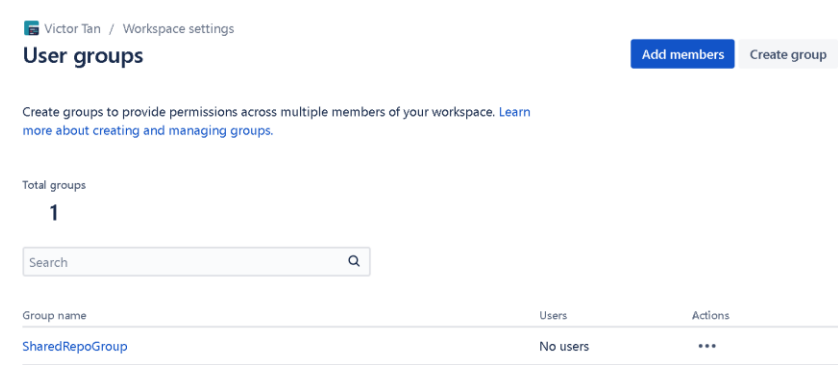 Victor Tan / Workspace settings
User groups
Add members
Create group
Create groups to provide permissions across multiple members of your workspace. Learn
more about creating and managing groups.
Total groups
1
Search
Group name Users Actions
SharedRepoGroup No users •••